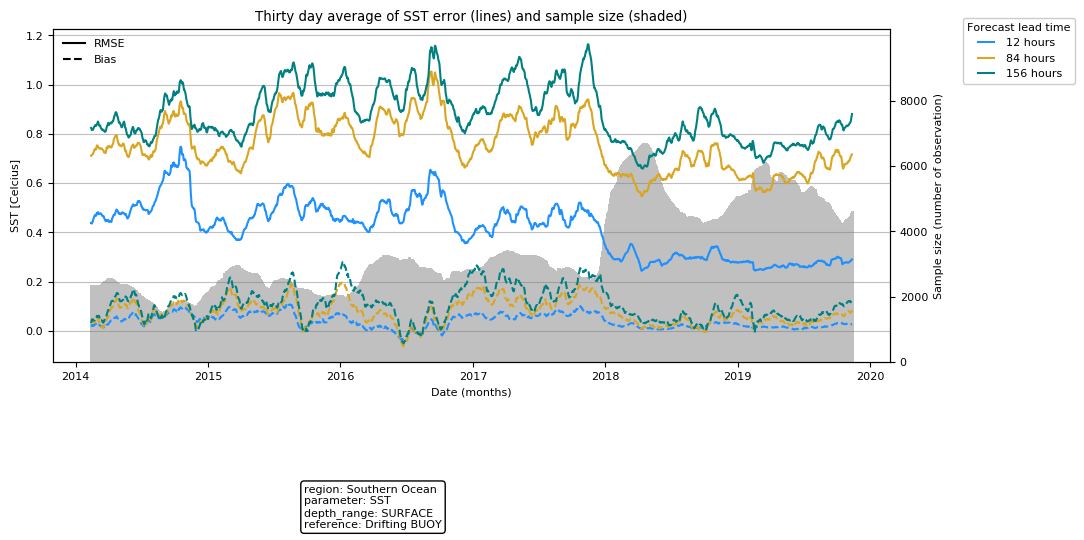 Thirty day average of SST error (lines) and sample size (shaded)
Forecast lead time
12 hours
84 hours
156 hours
RMSE
Bias
SST [Celcius]
1.2
1.0
0.8
0.6
0.4
0.2
0.0
Sample size (number of observation)
8000
6000
4000
2000
0
2014 2015 2016 2017 2018 2019 2020
Date (months)
region: Southern Ocean
parameter: SST
depth_range: SURFACE
reference: Drifting BUOY